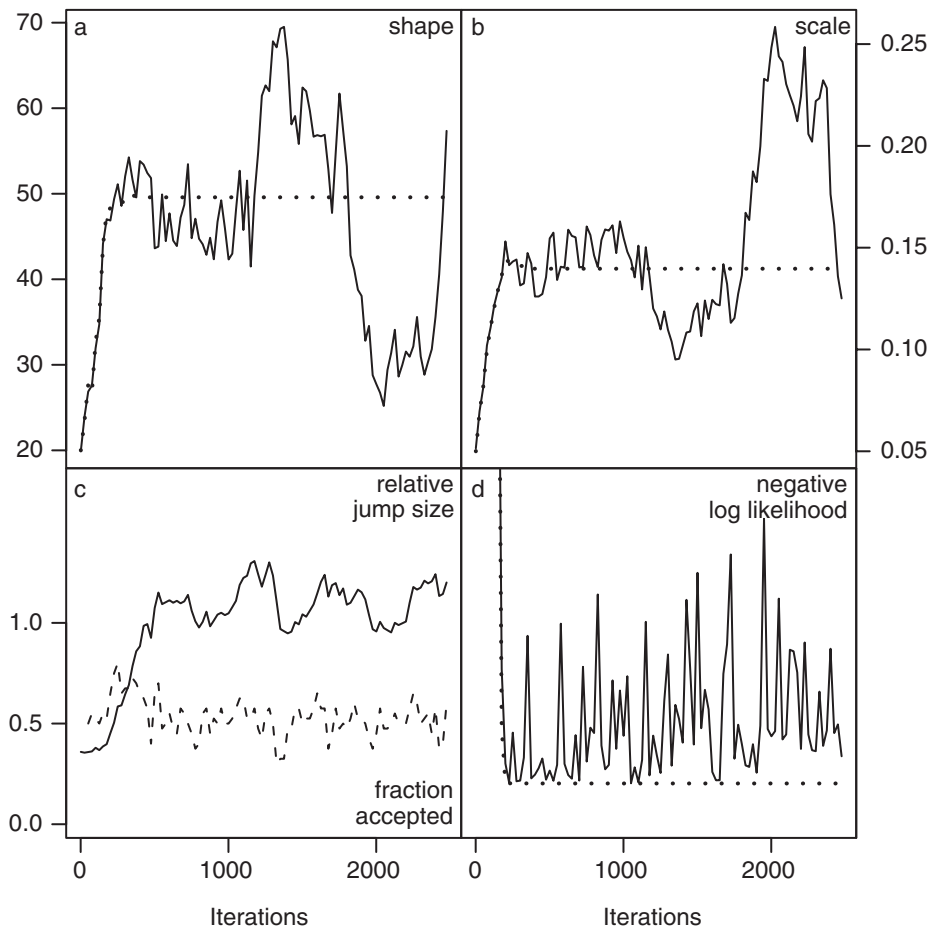 a
shape
70
60
50
40
30
20
b
scale
0.25
0.20
0.15
0.10
0.05
c
relative
jump size
1.0
0.5
0.0
fraction
accepted
d
negative
log likelihood
0
1000
2000
0
1000
2000
Iterations
Iterations